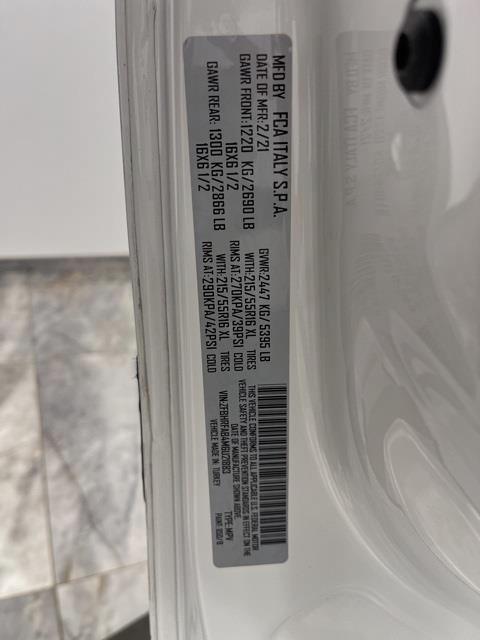 MFD BY FCA ITALY S.P.A.
DATE OF MFR: 2/21 GVWR: 2447 KG/ 5395 LB
GAWR FRONT: 1220 KG/ 2690 LB WITH: 215/55R16 XL TIRES
16X6 1/2 RIMS AT: 270KPA/39PSI COLD
GAWR REAR: 1300 KG/ 2866 LB WITH: 215/55R16 XL TIRES
16X6 1/2 RIMS AT: 290KPA/42PSI COLD
THIS VEHICLE CONFORMS TO ALL APPLICABLE U.S. FEDERAL MOTOR
VEHICLE SAFETY AND THEFT PREVENTION STANDARDS IN EFFECT ON THE
DATE OF MANUFACTURE SHOWN ABOVE.
TYPE: MPV
VEHICLE MADE IN: TURKEY